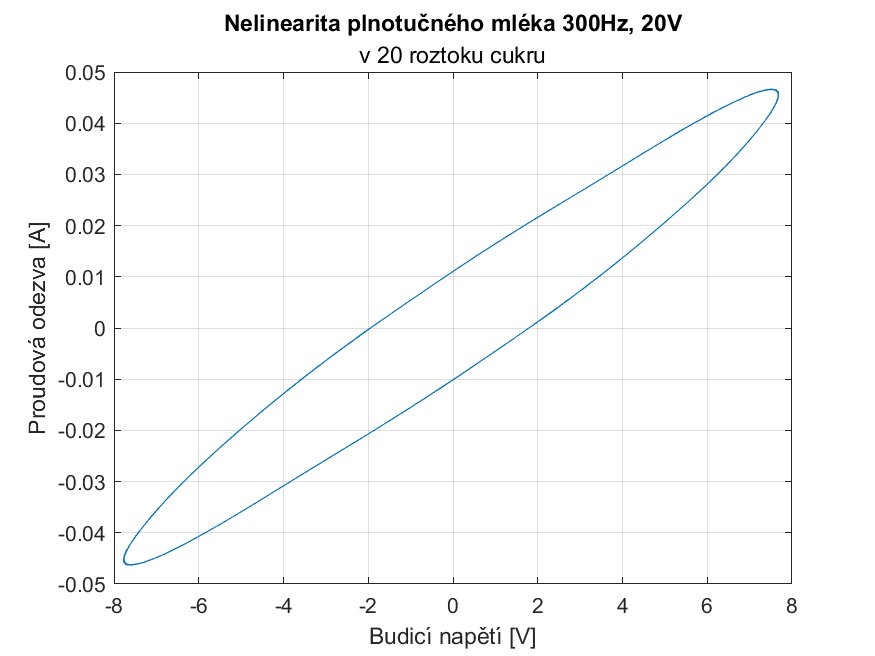 Nelinearita plnotučného mléka 300Hz, 20V
v 20 roztoku cukru
0.05
0.04
0.03
0.02
0.01
0
-0.01
-0.02
-0.03
-0.04
-0.05
Proudová odezva [A]
-8 -6 -4 -2 0 2 4 6 8
Budicí napětí [V]